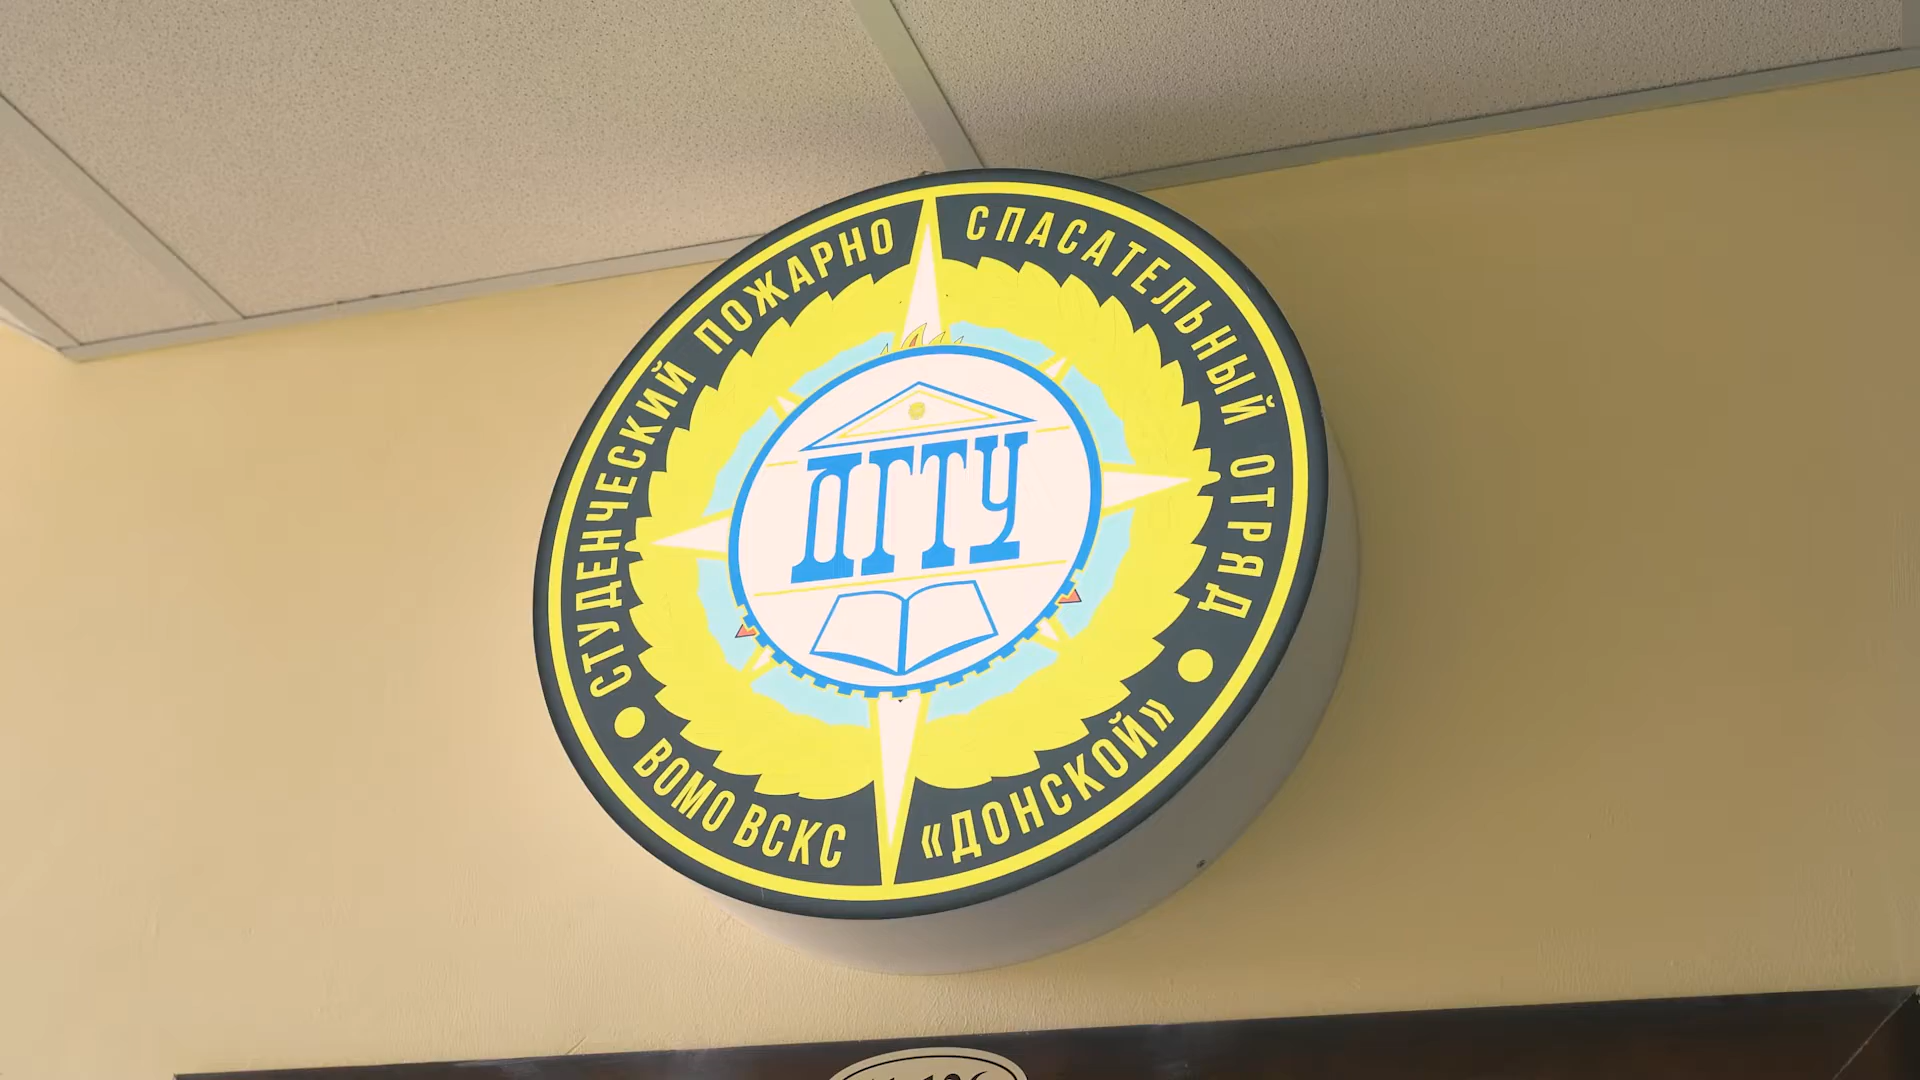 СТУДЕНЧЕСКИЙ ПОЖАРНО СПАСАТЕЛЬНЫЙ ОТРЯД
ДГТУ
ВОМО ВСКС «ДОНСКОЙ»